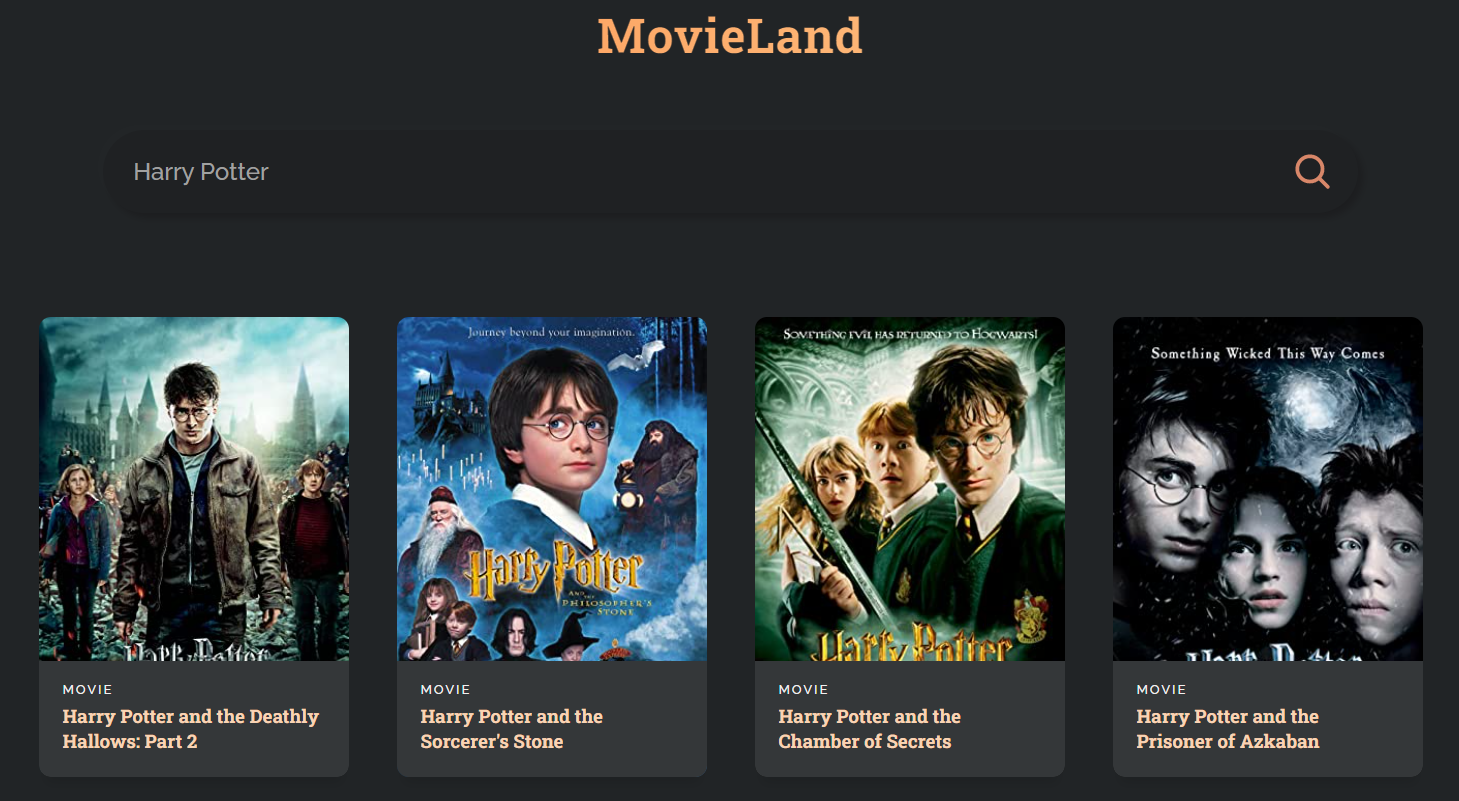 MovieLand
Harry Potter
Journey beyond your imagination.
Harry Potter
AND THE
PHILOSOPHER'S
STONE
SOMETHING EVIL HAS RETURNED TO HOGWARTS!
Harry Potter
Something Wicked This Way Comes
Harry Potter
Harry Potter
MOVIE
Harry Potter and the Deathly
Hallows: Part 2
MOVIE
Harry Potter and the
Sorcerer's Stone
MOVIE
Harry Potter and the
Chamber of Secrets
MOVIE
Harry Potter and the
Prisoner of Azkaban